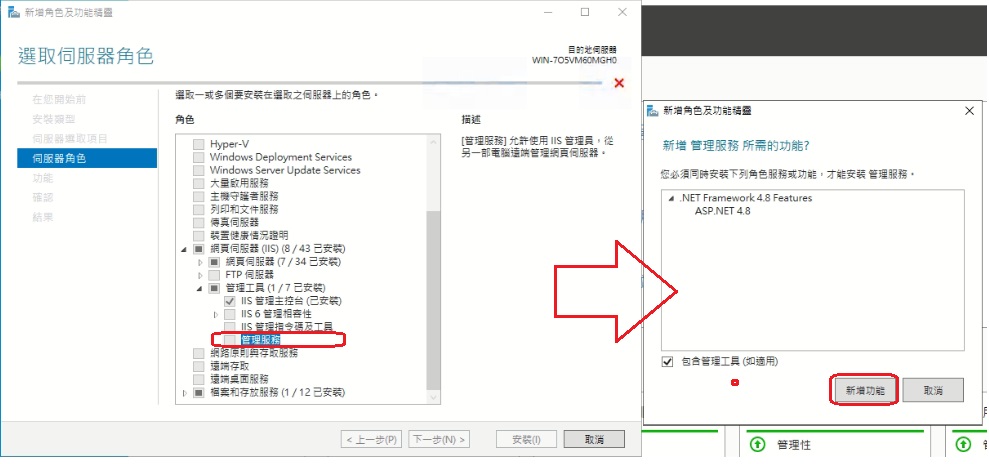 新增角色及功能精靈
選取伺服器角色
目的地伺服器
WIN-7O5VM60MGH0
在您開始前
安裝類型
伺服器選取項目
伺服器角色
功能
確認
結果
選取一或多個要安裝在選取之伺服器上的角色。
角色
Hyper-V
Windows Deployment Services
Windows Server Update Services
大量啟用服務
主機守護者服務
列印和文件服務
傳真伺服器
裝置健康情況證明
網頁伺服器 (IIS) (8 / 43 已安裝)
網頁伺服器 (7 / 34 已安裝)
FTP 伺服器
管理工具 (1 / 7 已安裝)
IIS 管理主控台 (已安裝)
IIS 6 管理相容性
IIS 管理指令碼及工具
管理服務
網路原則與存取服務
遠端存取
遠端桌面服務
檔案和存放服務 (1 / 12 已安裝)
描述
[管理服務] 允許使用 IIS 管理員，從
另一部電腦遠端管理網頁伺服器。
< 上一步(P)
下一步(N) >
安裝(I)
取消
新增角色及功能精靈
新增 管理服務 所需的功能?
您必須同時安裝下列角色服務或功能，才能安裝 管理服務。
.NET Framework 4.8 Features
ASP.NET 4.8
包含管理工具 (如適用)
新增功能
取消
管理性